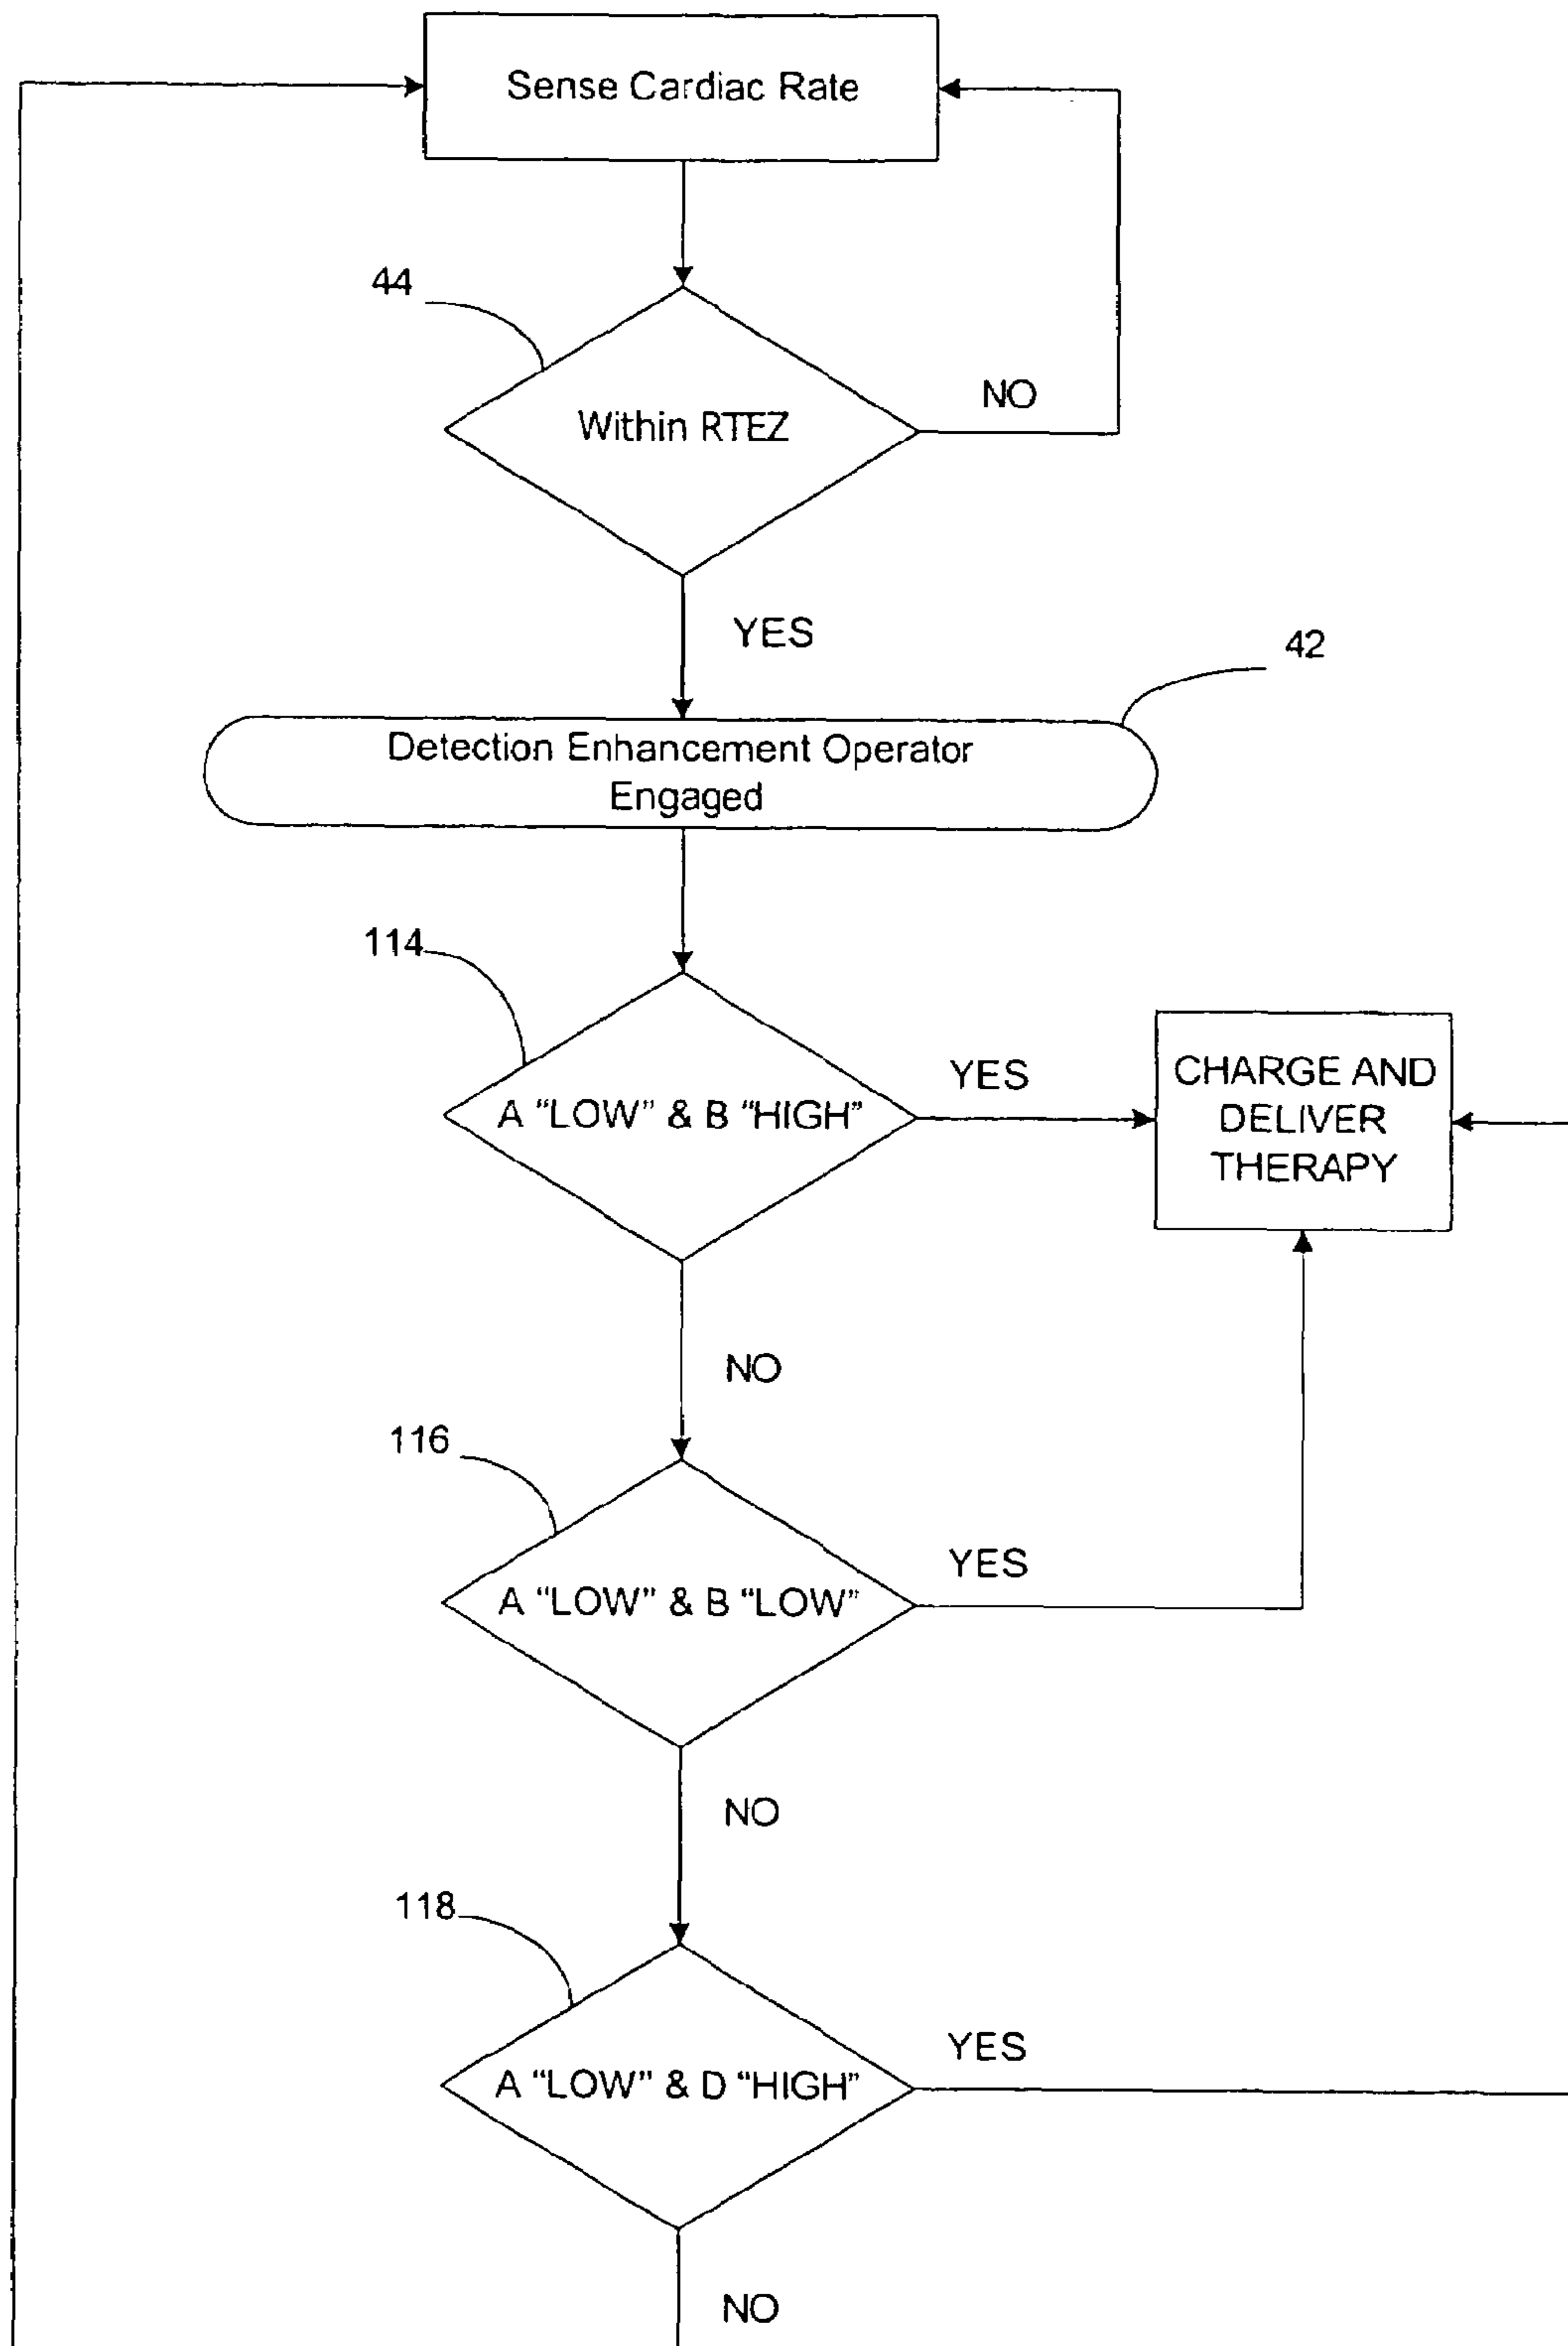 Sense Cardiac Rate
44
Within RTEZ
NO
YES
42
Detection Enhancement Operator
Engaged
114
A “LOW” & B “HIGH”
YES
CHARGE AND
DELIVER
THERAPY
NO
116
A “LOW” & B “LOW”
YES
NO
118
A “LOW” & D “HIGH”
YES
NO